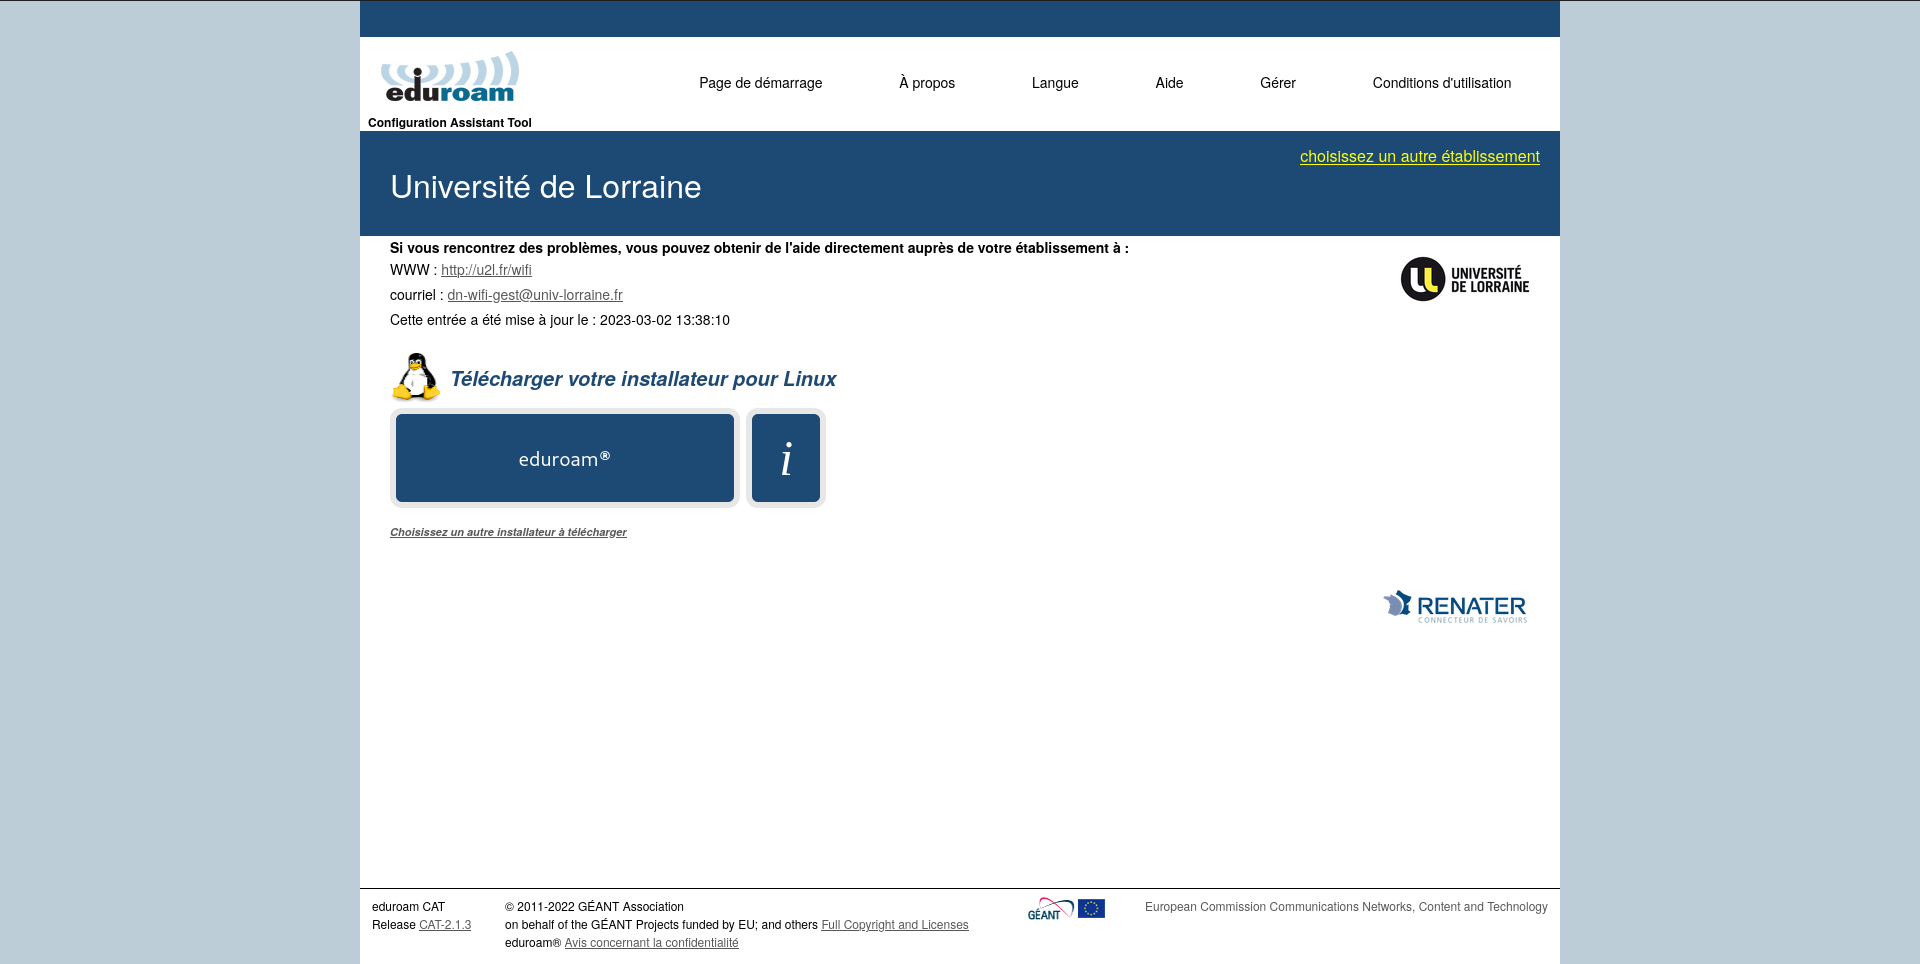 eduroam
Configuration Assistant Tool
Page de démarrage
À propos
Langue
Aide
Gérer
Conditions d'utilisation
choisissez un autre établissement
Université de Lorraine
Si vous rencontrez des problèmes, vous pouvez obtenir de l'aide directement auprès de votre établissement à :
WWW : http://u2l.fr/wifi
courriel : dn-wifi-gest@univ-lorraine.fr
Cette entrée a été mise à jour le : 2023-03-02 13:38:10
UNIVERSITÉ
DE LORRAINE
Télécharger votre installateur pour Linux
eduroam®
i
Choisissez un autre installateur à télécharger
RENATER
CONNECTEUR DE SAVOIRS
eduroam CAT
Release CAT-2.1.3
© 2011-2022 GÉANT Association
on behalf of the GÉANT Projects funded by EU; and others Full Copyright and Licenses
eduroam® Avis concernant la confidentialité
GÉANT
European Commission Communications Networks, Content and Technology